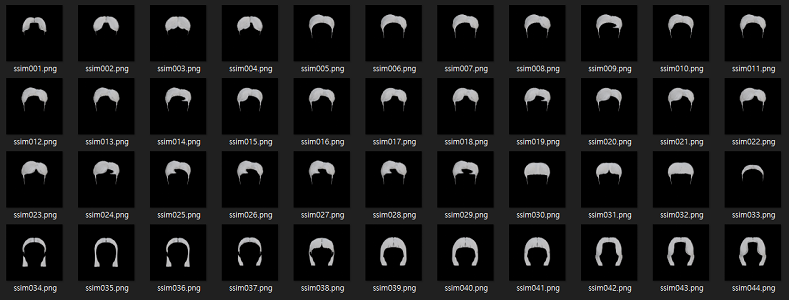 ssim001.png ssim002.png ssim003.png ssim004.png ssim005.png ssim006.png ssim007.png ssim008.png ssim009.png ssim010.png ssim011.png
ssim012.png ssim013.png ssim014.png ssim015.png ssim016.png ssim017.png ssim018.png ssim019.png ssim020.png ssim021.png ssim022.png
ssim023.png ssim024.png ssim025.png ssim026.png ssim027.png ssim028.png ssim029.png ssim030.png ssim031.png ssim032.png ssim033.png
ssim034.png ssim035.png ssim036.png ssim037.png ssim038.png ssim039.png ssim040.png ssim041.png ssim042.png ssim043.png ssim044.png